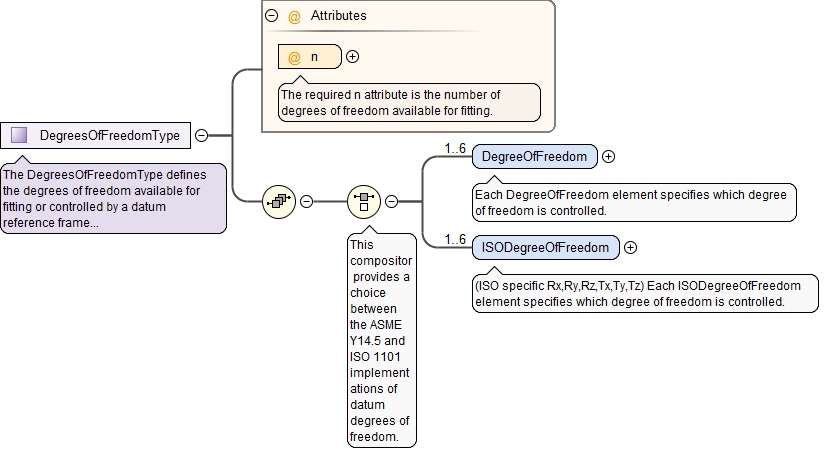 @ Attributes
@ n
The required n attribute is the number of
degrees of freedom available for fitting.
DegreesOfFreedomType
The DegreesOfFreedomType defines
the degrees of freedom available for
fitting or controlled by a datum
reference frame...
1..6
DegreeOfFreedom
Each DegreeOfFreedom element specifies which degree
of freedom is controlled.
1..6
ISODegreeOfFreedom
(ISO specific Rx,Ry,Rz,Tx,Ty,Tz) Each ISODegreeOfFreedom
element specifies which degree of freedom is controlled.
This
compositor
provides a
choice
between
the ASME
Y14.5 and
ISO 1101
implement
ations of
datum
degrees of
freedom.